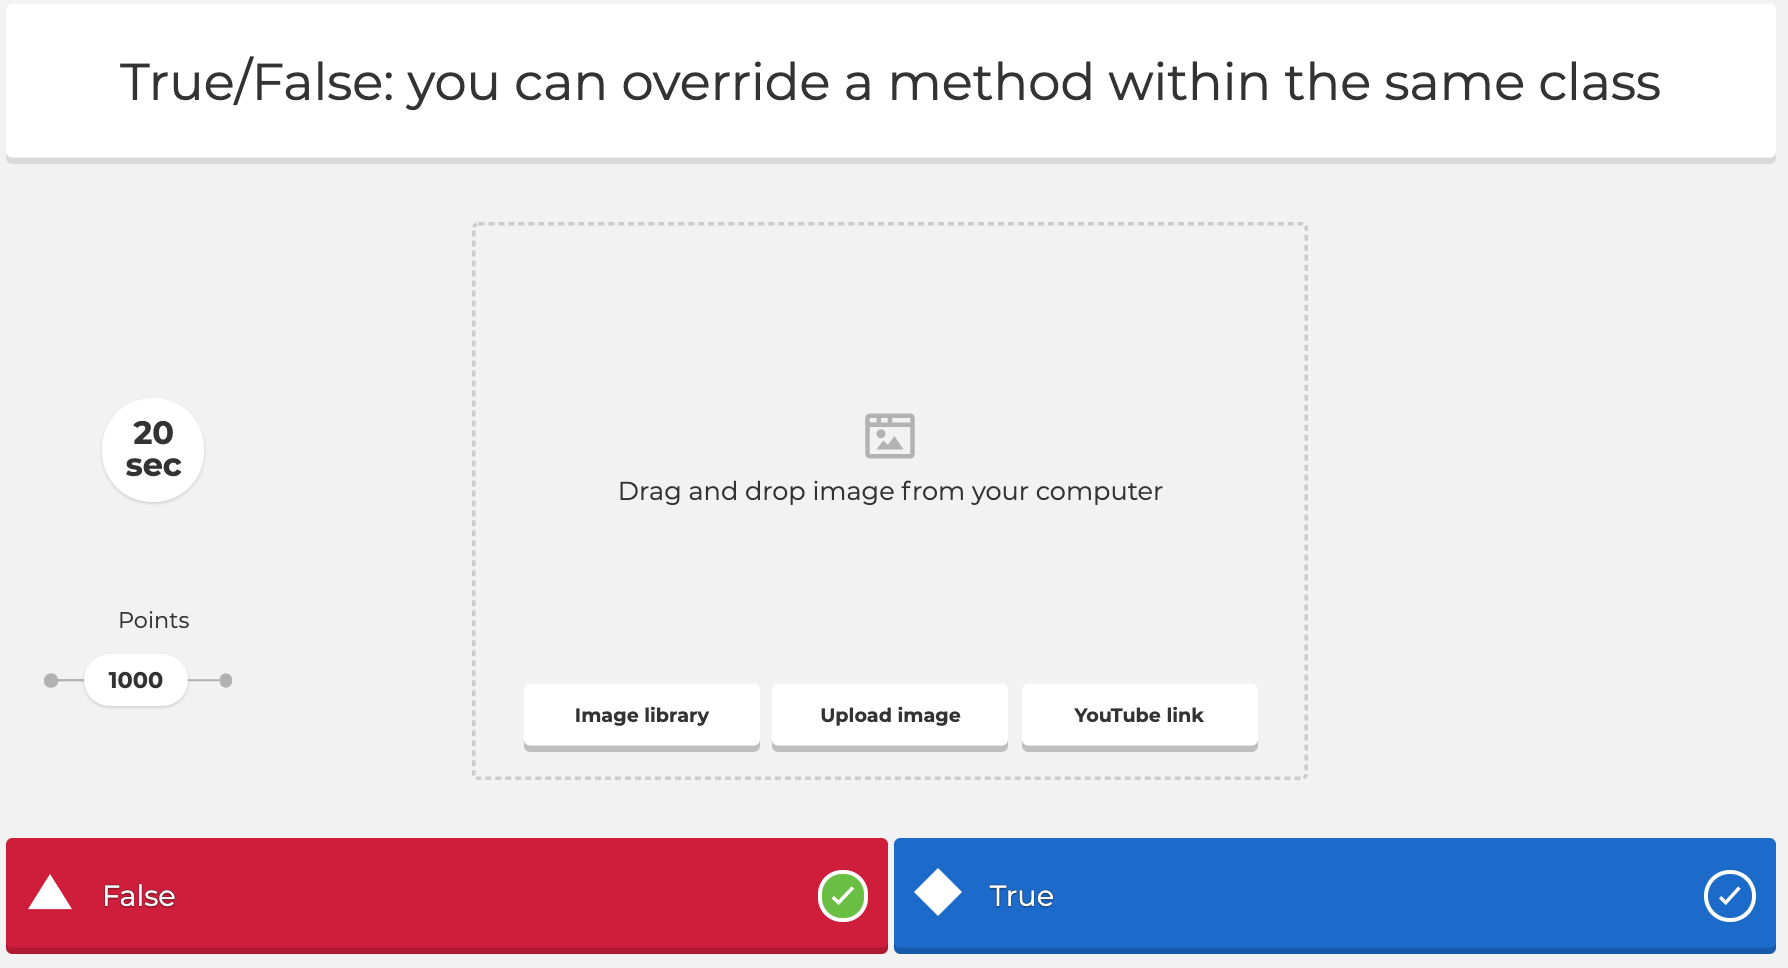 True/False: you can override a method within the same class
20
sec
Drag and drop image from your computer
Points
1000
Image library
Upload image
YouTube link
False
True